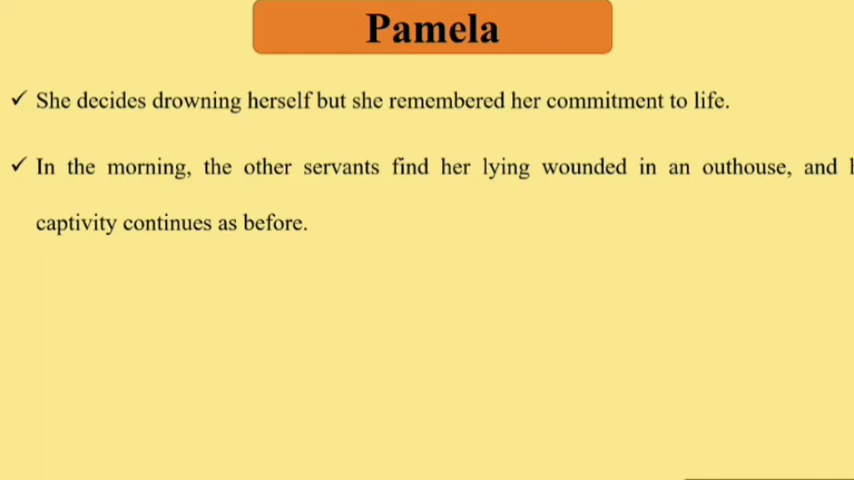 Pamela
✓ She decides drowning herself but she remembered her commitment to life.
✓ In the morning, the other servants find her lying wounded in an outhouse, and
captivity continues as before.